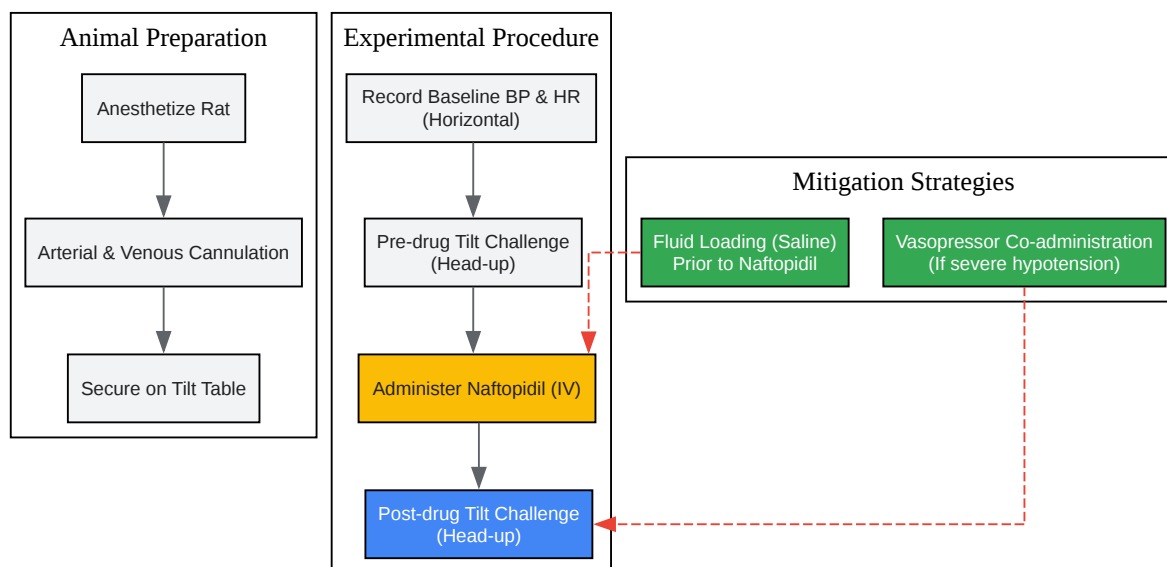 Animal Preparation
Anesthetize Rat
Arterial & Venous Cannulation
Secure on Tilt Table
Experimental Procedure
Record Baseline BP & HR
(Horizontal)
Pre-drug Tilt Challenge
(Head-up)
Administer Naftopidil (IV)
Post-drug Tilt Challenge
(Head-up)
Mitigation Strategies
Fluid Loading (Saline)
Prior to Naftopidil
Vasopressor Co-administration
(If severe hypotension)